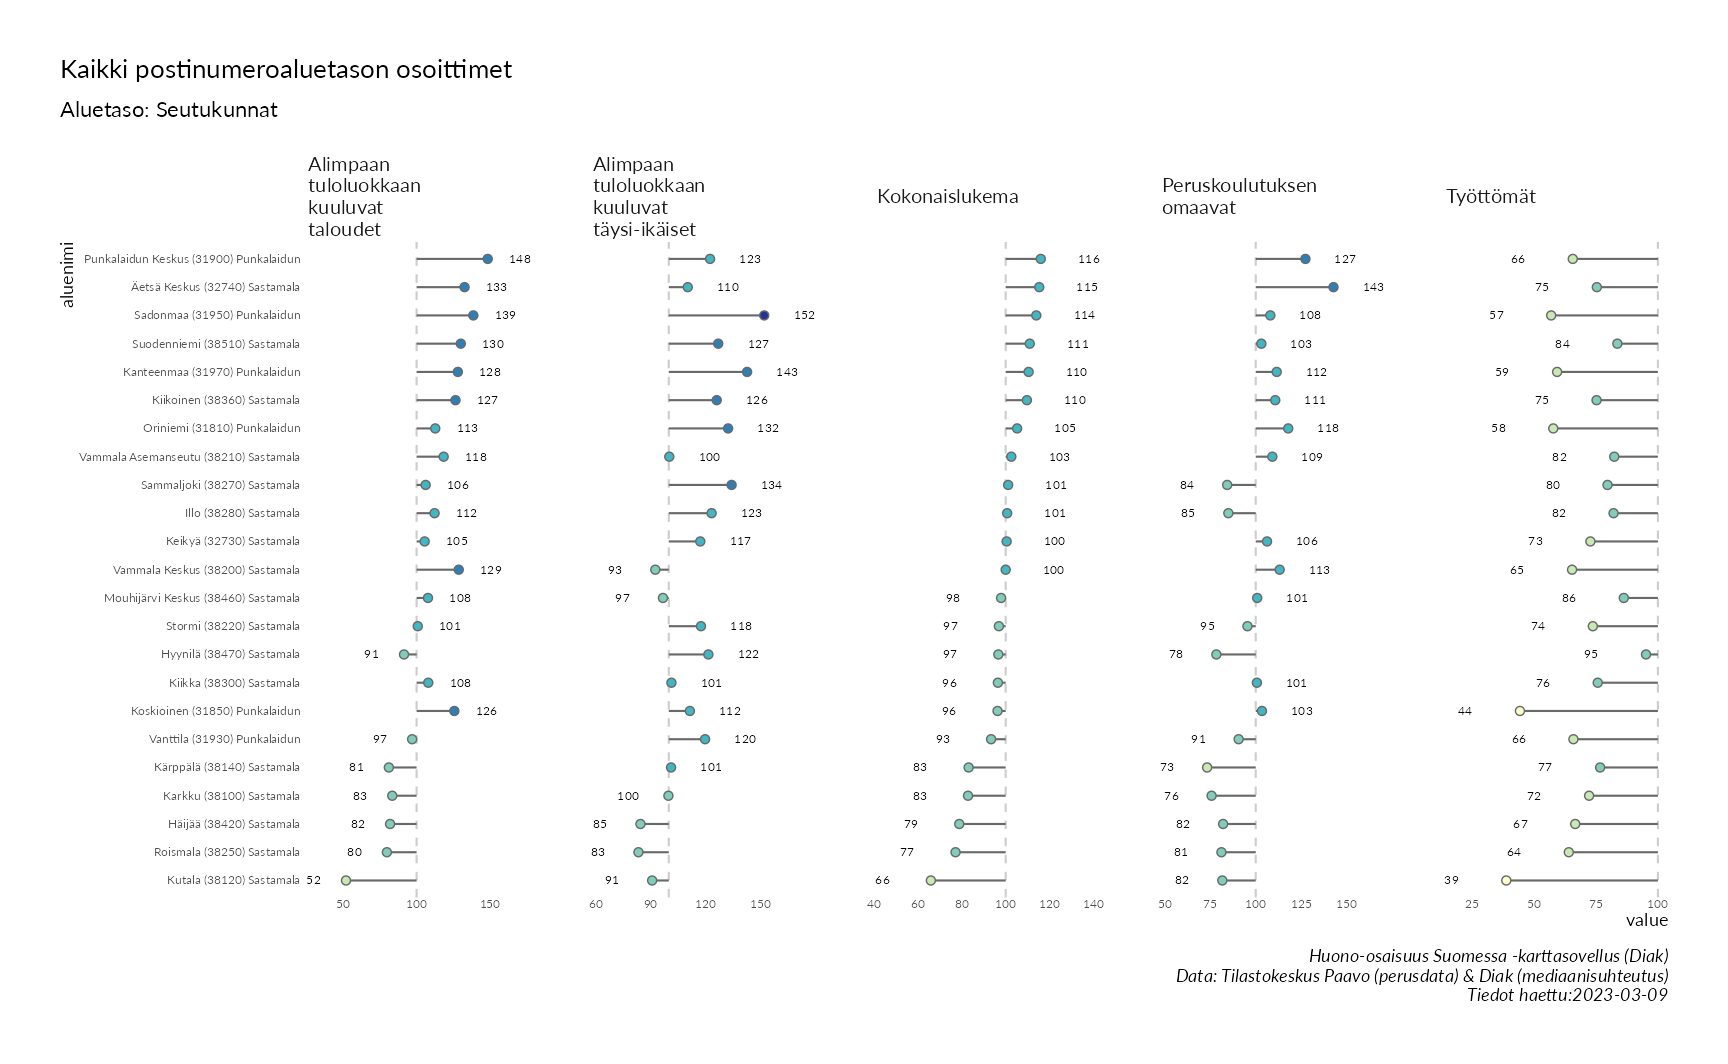 Kaikki postinumeroaluetason osoittimet
Aluetaso: Seutukunnat
Alimpaan
tuloluokkaan
kuuluvat
taloudet
Alimpaan
tuloluokkaan
kuuluvat
täysi-ikäiset
Kokonaislukema
Peruskoulutuksen
omaavat
Työttömät
aluenimi
Punkalaidun Keskus (31900) Punkalaidun 148 123 116 127 66
Äetsä Keskus (32740) Sastamala 133 110 115 143 75
Sadonmaa (31950) Punkalaidun 139 152 114 108 57
Suodenniemi (38510) Sastamala 130 127 111 103 84
Kanteenmaa (31970) Punkalaidun 128 143 110 112 59
Kiikoinen (38360) Sastamala 127 126 110 111 75
Oriniemi (31810) Punkalaidun 113 132 105 118 58
Vammala Asemanseutu (38210) Sastamala 118 100 103 109 82
Sammaljoki (38270) Sastamala 106 134 101 84 80
Illo (38280) Sastamala 112 123 101 85 82
Keikyä (32730) Sastamala 105 117 100 106 73
Vammala Keskus (38200) Sastamala 129 93 100 113 65
Mouhijärvi Keskus (38460) Sastamala 108 97 98 101 86
Stormi (38220) Sastamala 101 118 97 95 74
Hyynilä (38470) Sastamala 91 122 97 78 95
Kiikka (38300) Sastamala 108 101 96 101 76
Koskioinen (31850) Punkalaidun 126 112 96 103 44
Vanttila (31930) Punkalaidun 97 120 93 91 66
Kärppälä (38140) Sastamala 81 101 83 73 77
Karkku (38100) Sastamala 83 100 83 76 72
Häijää (38420) Sastamala 82 85 79 82 67
Roismala (38250) Sastamala 80 83 77 81 64
Kutala (38120) Sastamala 52 91 66 82 39
50 100 150 60 90 120 150 40 60 80 100 120 140 50 75 100 125 150 25 50 75 100
value
Huono-osaisuus Suomessa -karttasovellus (Diak)
Data: Tilastokeskus Paavo (perusdata) & Diak (mediaanisuhteutus)
Tiedot haettu:2023-03-09